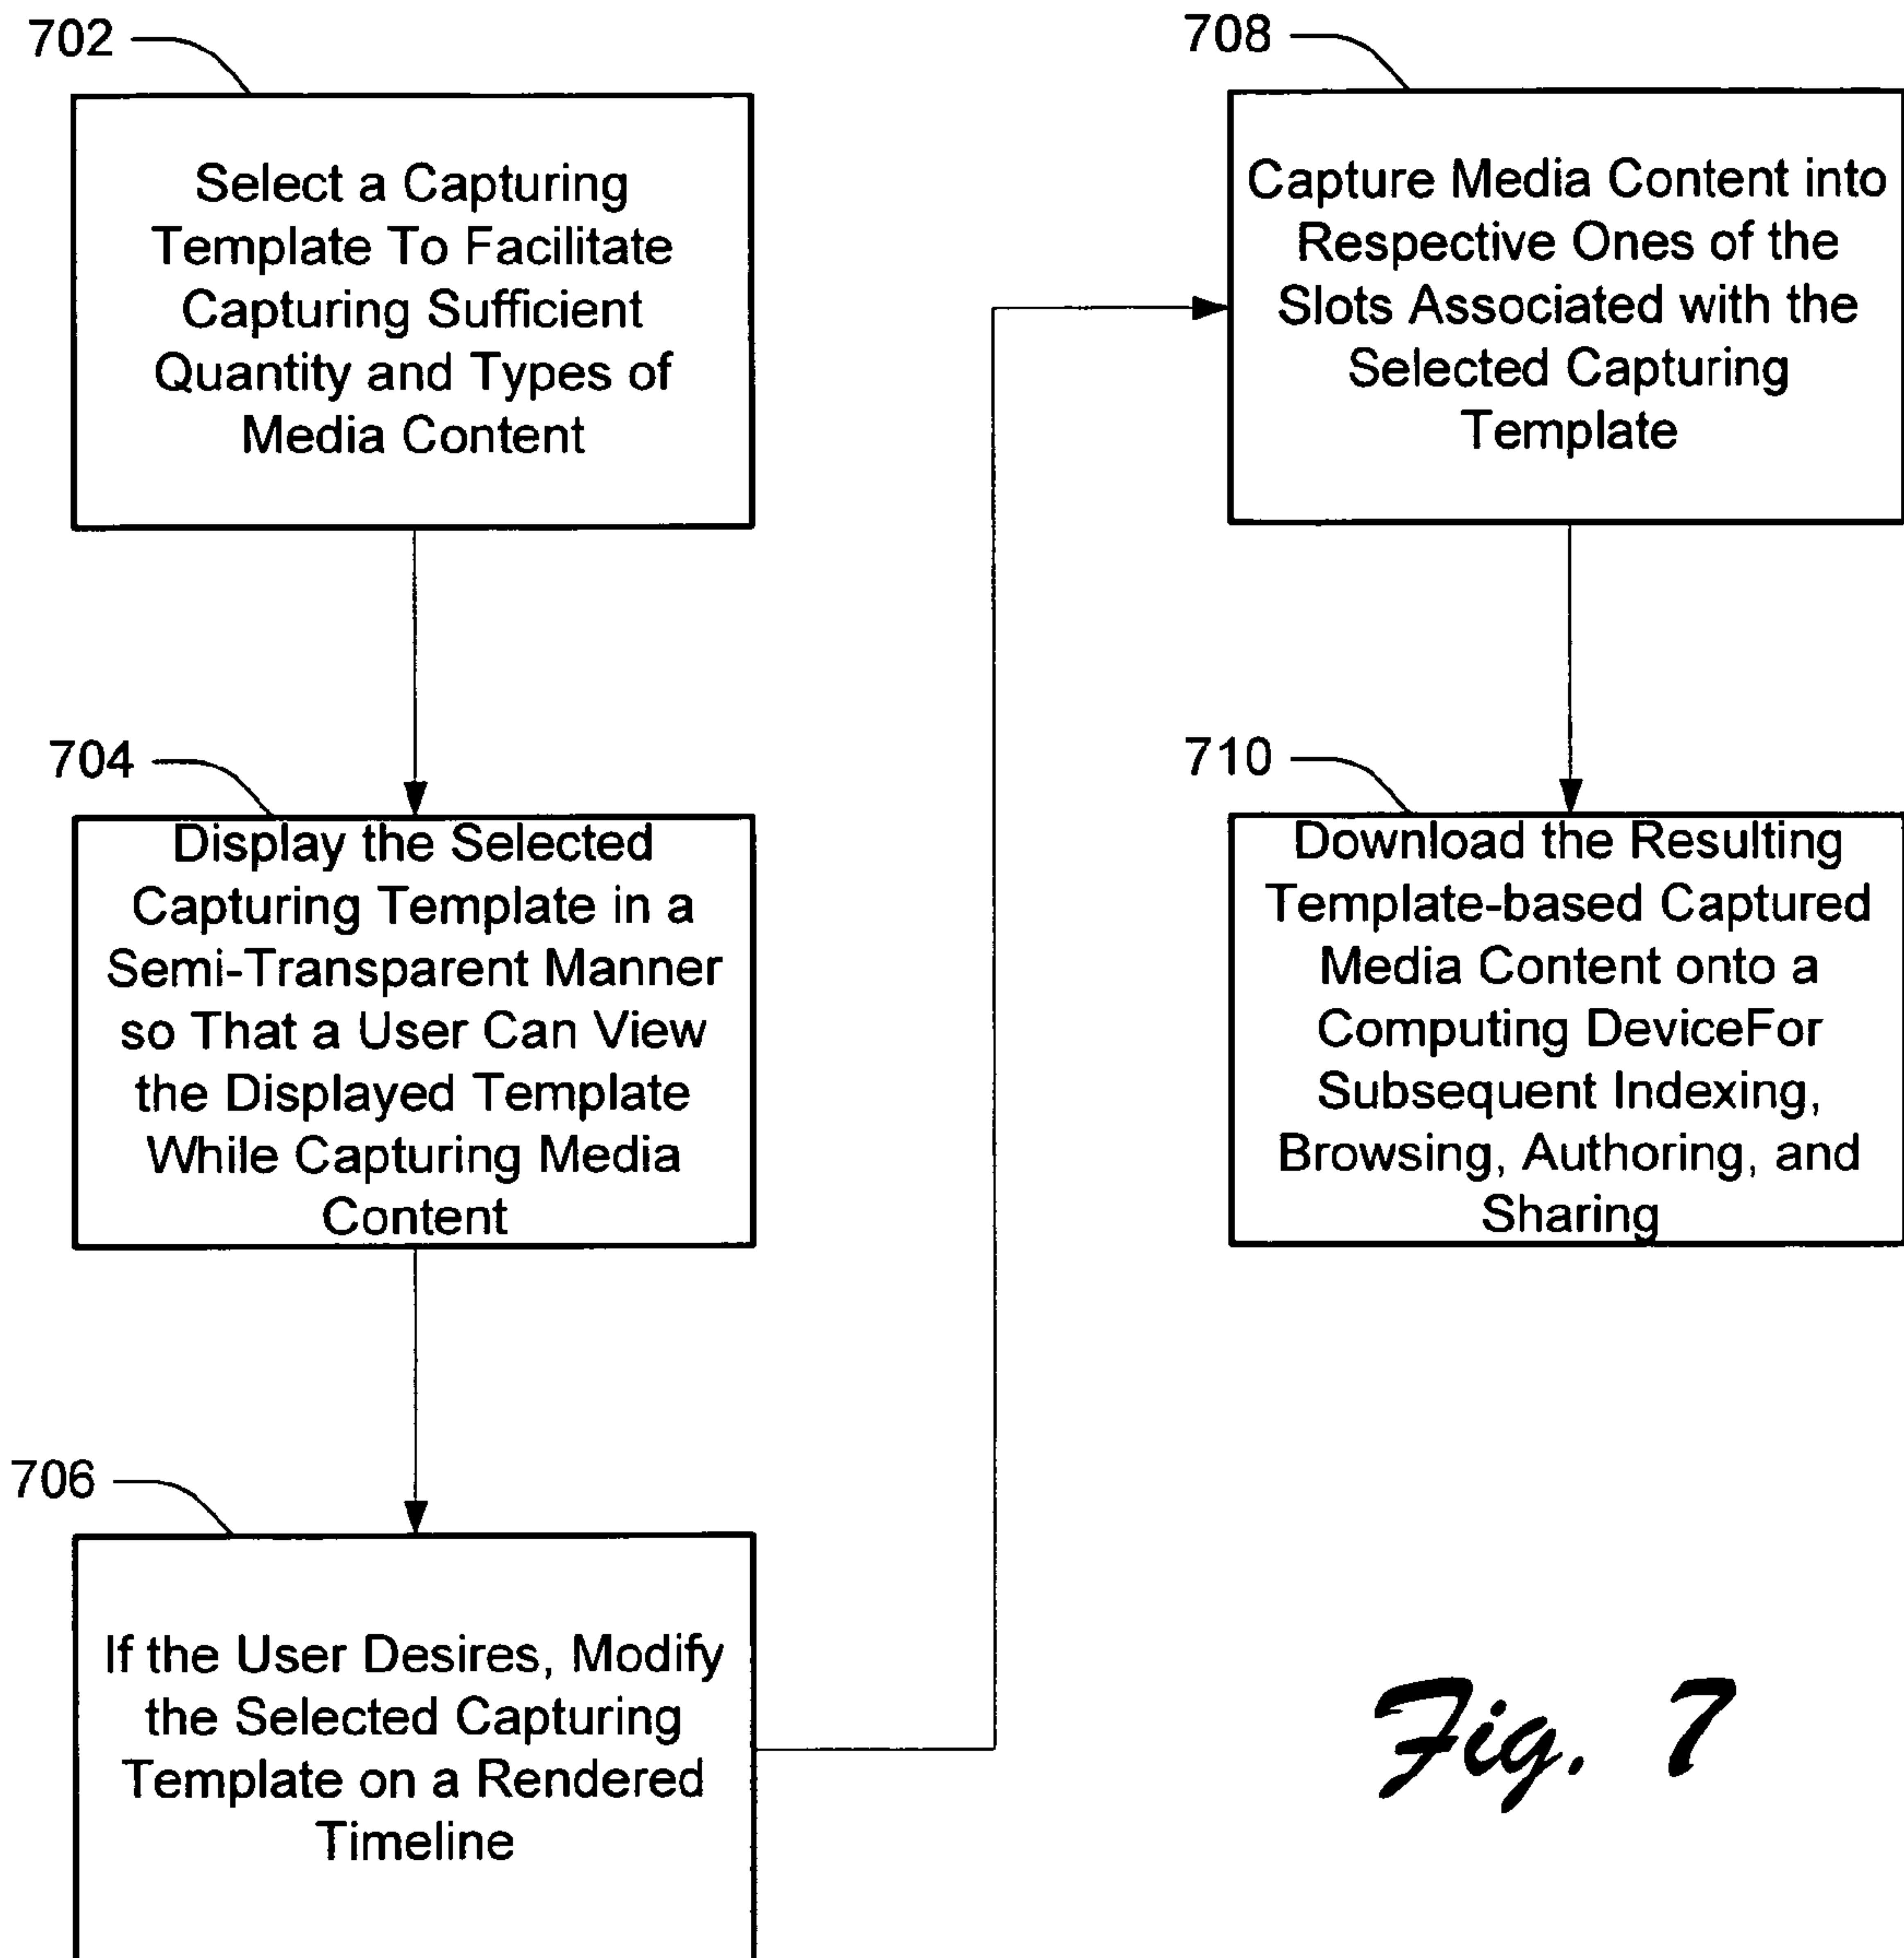 702
Select a Capturing
Template To Facilitate
Capturing Sufficient
Quantity and Types of
Media Content
704
Display the Selected
Capturing Template in a
Semi-Transparent Manner
so That a User Can View
the Displayed Template
While Capturing Media
Content
706
If the User Desires, Modify
the Selected Capturing
Template on a Rendered
Timeline
708
Capture Media Content into
Respective Ones of the
Slots Associated with the
Selected Capturing
Template
710
Download the Resulting
Template-based Captured
Media Content onto a
Computing DeviceFor
Subsequent Indexing,
Browsing, Authoring, and
Sharing
Fig. 7